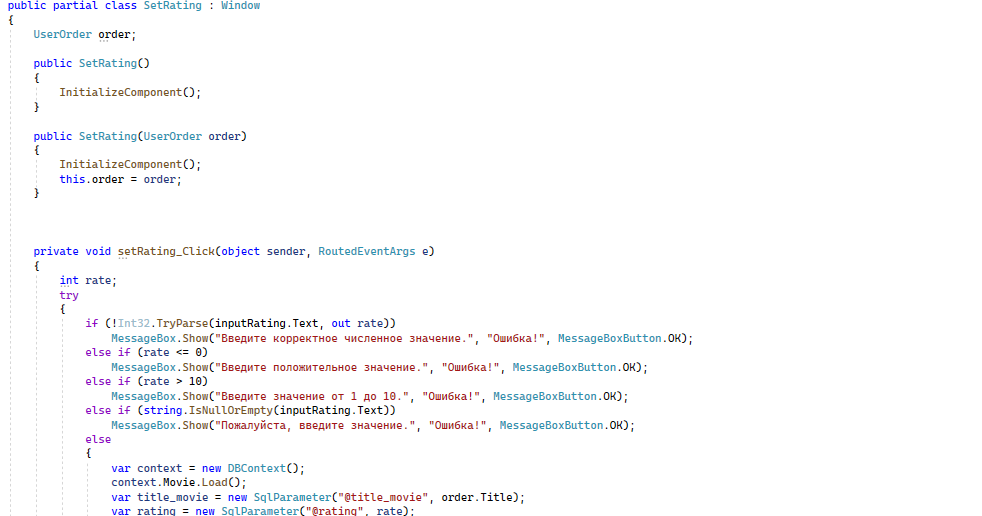 public partial class SetRating : Window
{
UserOrder order;
public SetRating()
{
InitializeComponent();
}
public SetRating(UserOrder order)
{
InitializeComponent();
this.order = order;
}
private void setRating_Click(object sender, RoutedEventArgs e)
{
int rate;
try
{
if (!Int32.TryParse(inputRating.Text, out rate))
MessageBox.Show("Введите корректное численное значение.", "Ошибка!", MessageBoxButton.OK);
else if (rate <= 0)
MessageBox.Show("Введите положительное значение.", "Ошибка!", MessageBoxButton.OK);
else if (rate > 10)
MessageBox.Show("Введите значение от 1 до 10.", "Ошибка!", MessageBoxButton.OK);
else if (string.IsNullOrEmpty(inputRating.Text))
MessageBox.Show("Пожалуйста, введите значение.", "Ошибка!", MessageBoxButton.OK);
else
{
var context = new DBContext();
context.Movie.Load();
var title_movie = new SqlParameter("@title_movie", order.Title);
var rating = new SqlParameter("@rating", rate);